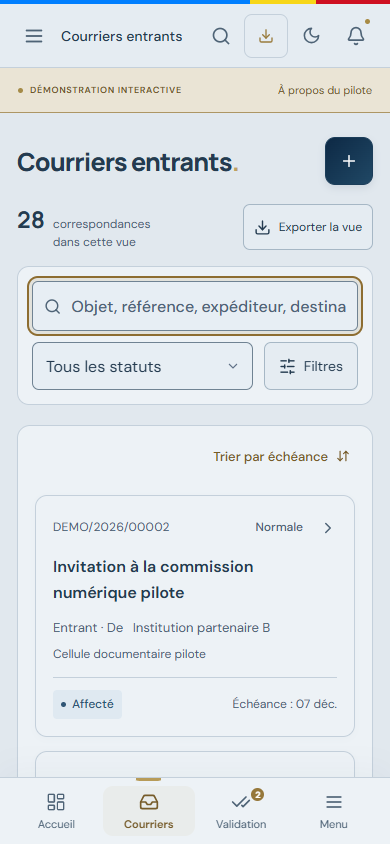 Courriers entrants
DÉMONSTRATION INTERACTIVE
À propos du pilote
Courriers entrants.
28 correspondances
dans cette vue
Exporter la vue
Objet, référence, expéditeur, destina
Tous les statuts
Filtres
Trier par échéance
DEMO/2026/00002
Normale
Invitation à la commission
numérique pilote
Entrant · De Institution partenaire B
Cellule documentaire pilote
Affecté
Échéance : 07 déc.
2
Accueil
Courriers
Validation
Menu